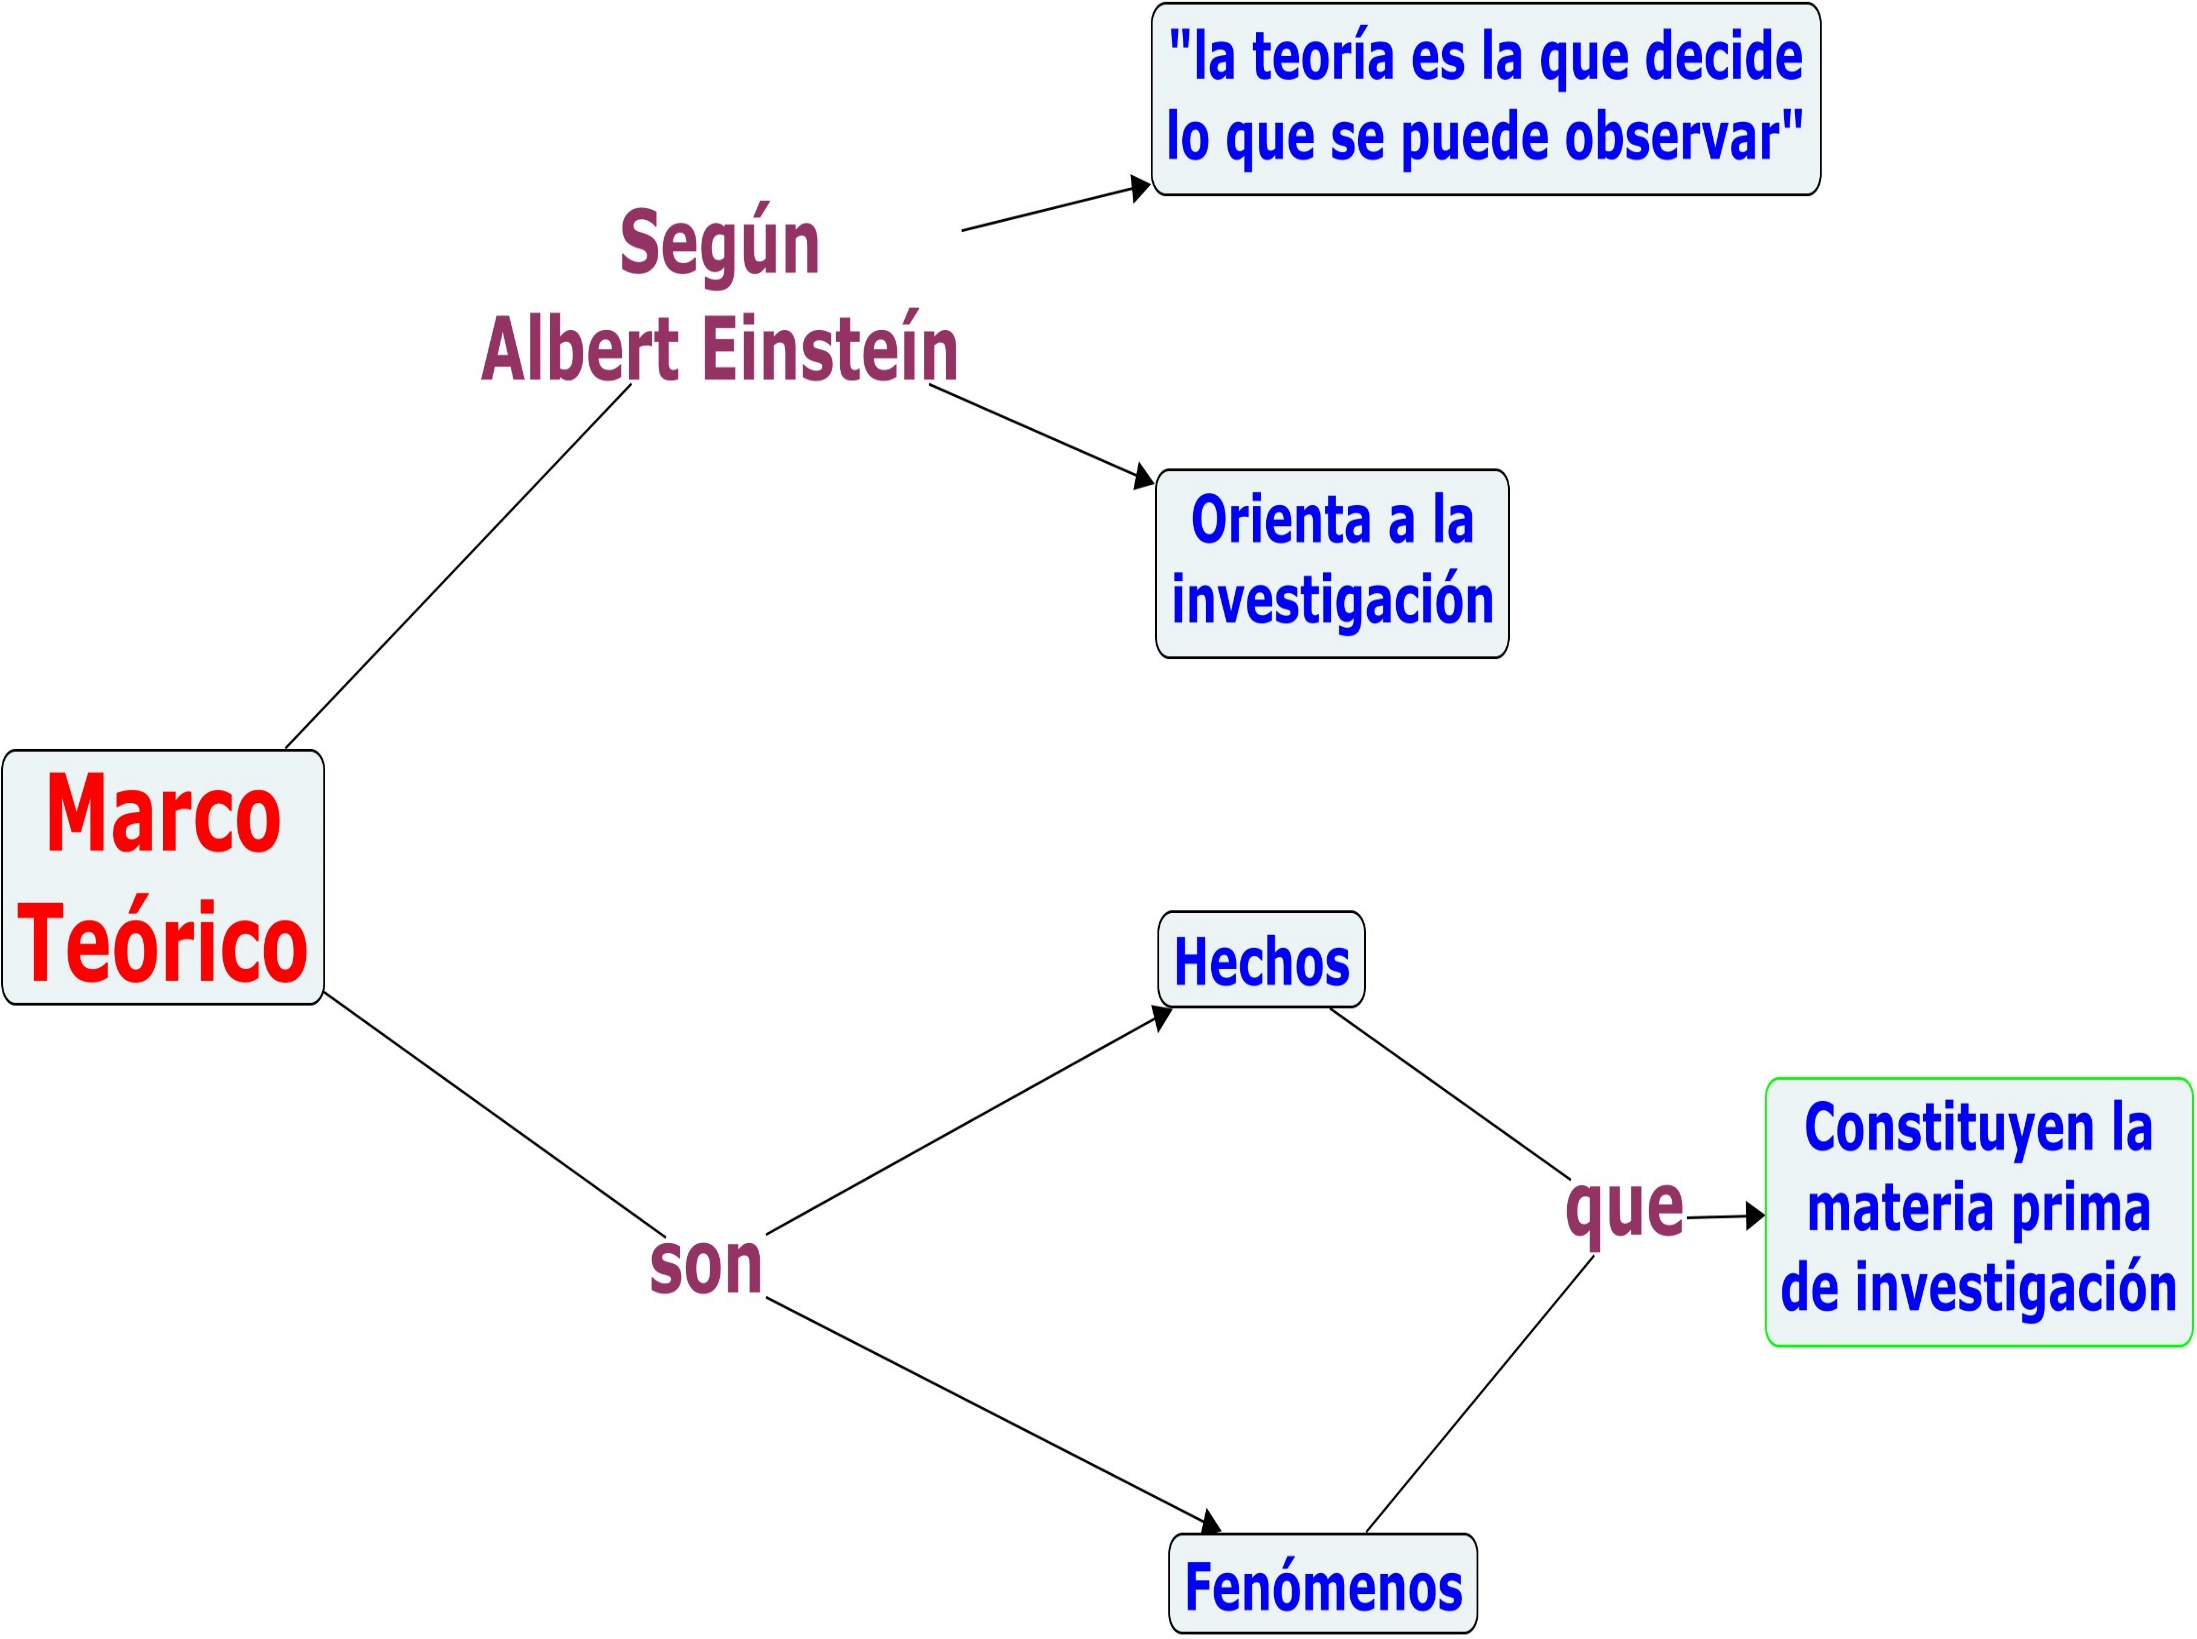 "la teoría es la que decide
lo que se puede observar"
Según
Albert Einsteín
Orienta a la
investigación
Marco
Teórico
Hechos
son
que
Constituyen la
materia prima
de investigación
Fenómenos